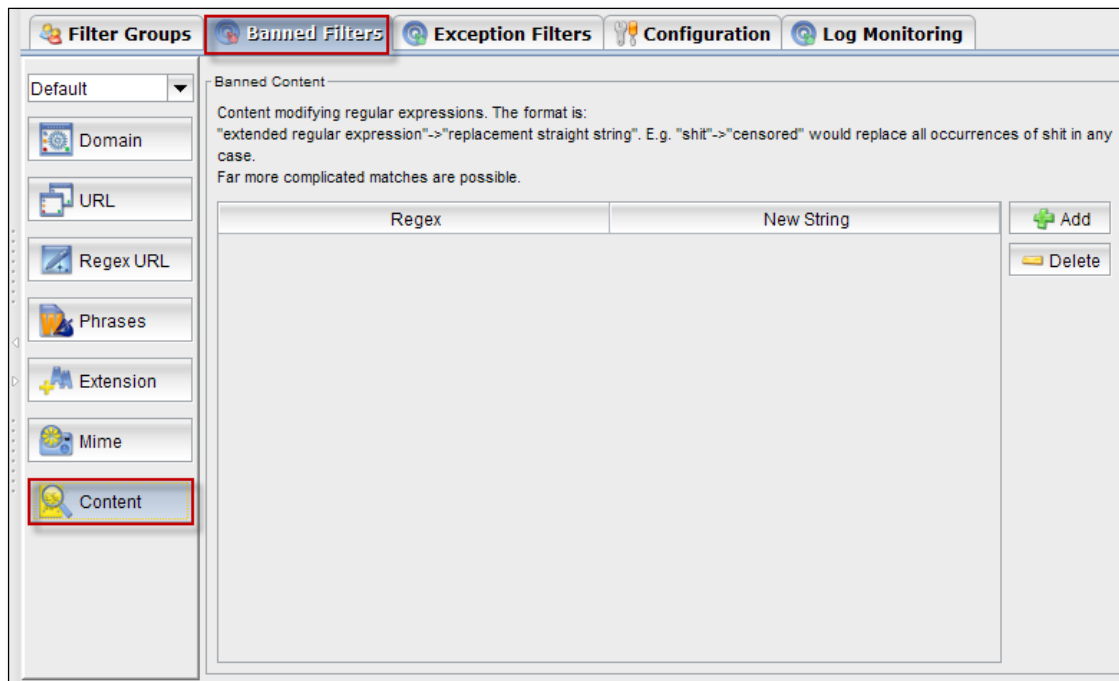 Filter Groups
Banned Filters
Exception Filters
Configuration
Log Monitoring
Default
Domain
URL
Regex URL
Phrases
Extension
Mime
Content
Banned Content
Content modifying regular expressions. The format is:
"extended regular expression"->"replacement straight string". E.g. "shit"->"censored" would replace all occurrences of shit in any
case.
Far more complicated matches are possible.
Regex
New String
Add
Delete